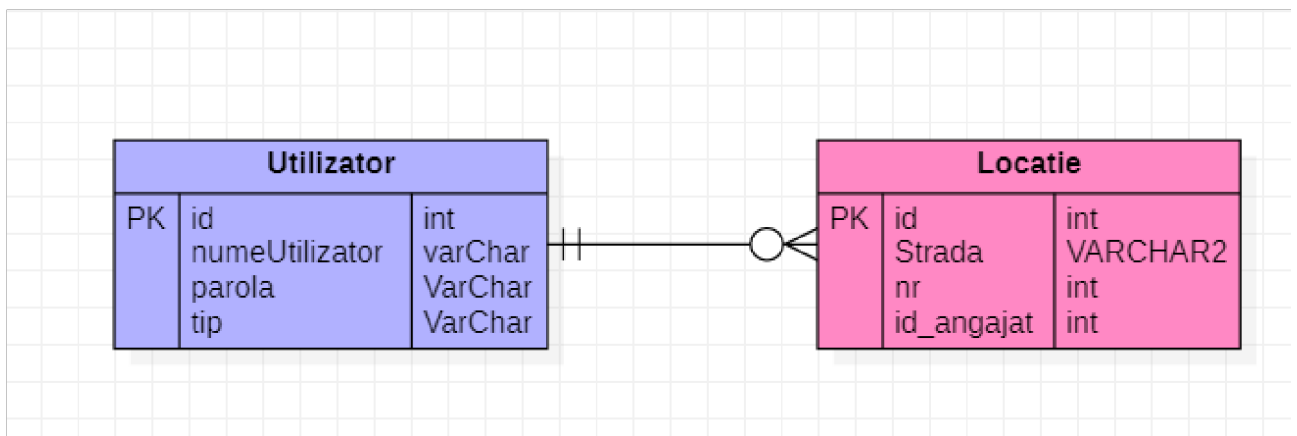 Utilizator
PK id int
numeUtilizator varChar
parola VarChar
tip VarChar
Locatie
PK id int
Strada VARCHAR2
nr int
id_angajat int